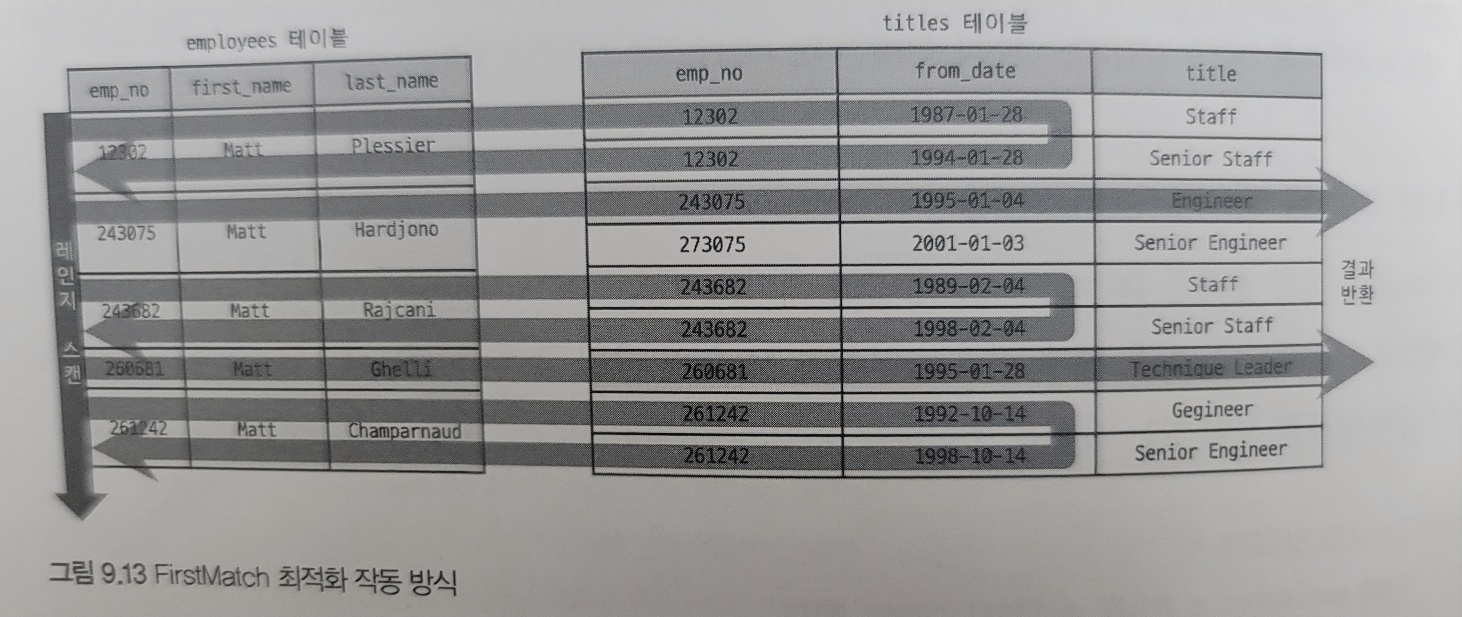 employees 테이블
emp_no first_name last_name
12302 Matt Plessier
243075 Matt Hardjono
243682 Matt Rajcani
260681 Matt Ghelli
261242 Matt Champarnaud
레인지 스캔
titles 테이블
emp_no from_date title
12302 1987-01-28 Staff
12302 1994-01-28 Senior Staff
243075 1995-01-04 Engineer
273075 2001-01-03 Senior Engineer
243682 1989-02-04 Staff
243682 1998-02-04 Senior Staff
260681 1995-01-28 Technique Leader
261242 1992-10-14 Gegineer
261242 1998-10-14 Senior Engineer
결과
반환
그림 9.13 FirstMatch 최적화 작동 방식